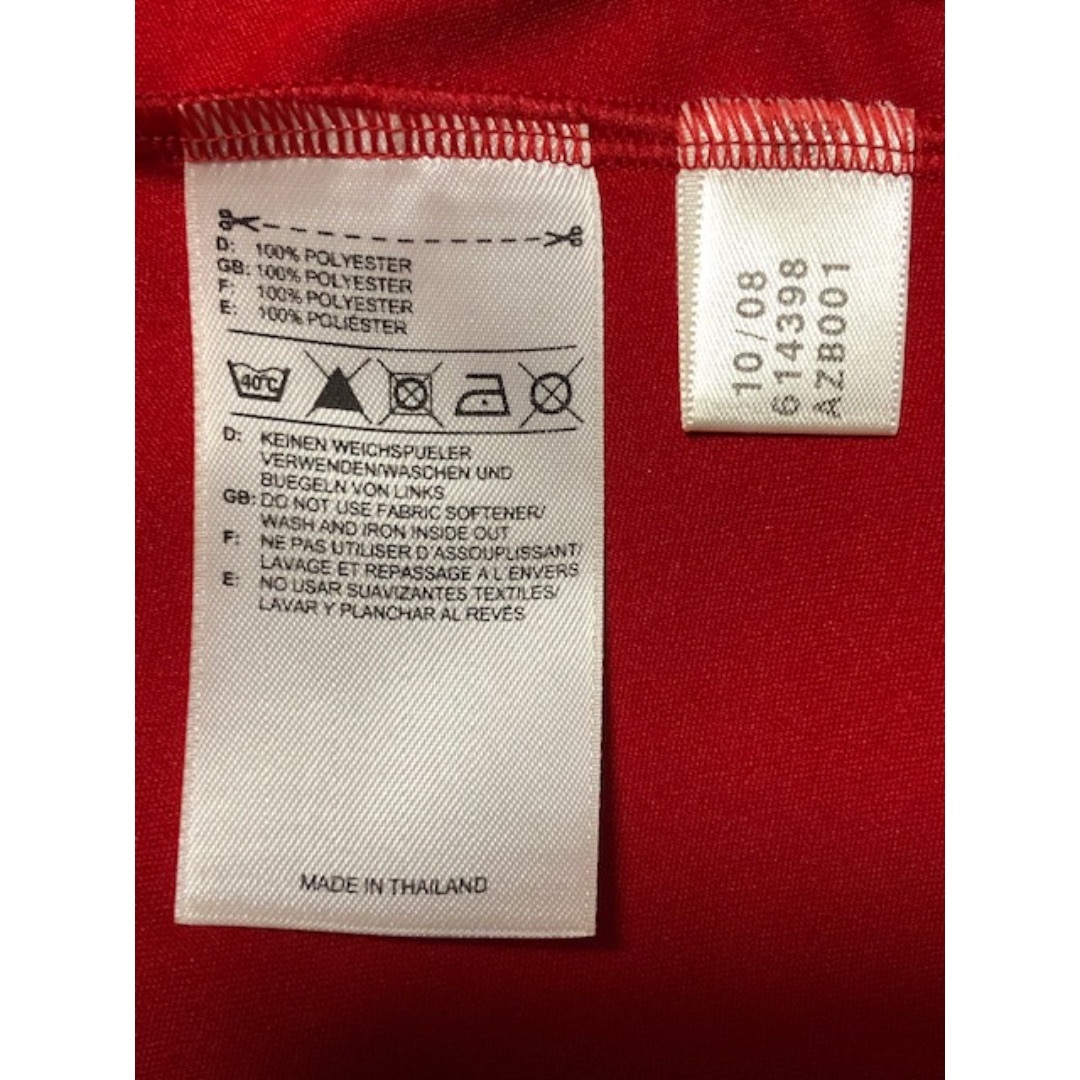 D: 100% POLYESTER
GB: 100% POLYESTER
F: 100% POLYESTER
E: 100% POLIÉSTER
40°C
D: KEINEN WEICHSPUELER
VERWENDEN/WASCHEN UND
BUEGELN VON LINKS
GB: DO NOT USE FABRIC SOFTENER/
WASH AND IRON INSIDE OUT
F: NE PAS UTILISER D'ASSOUPLISSANT/
LAVAGE ET REPASSAGE A L'ENVERS
E: NO USAR SUAVIZANTES TEXTILES/
LAVAR Y PLANCHAR AL REVÉS
MADE IN THAILAND
10/08
614398
AZB001